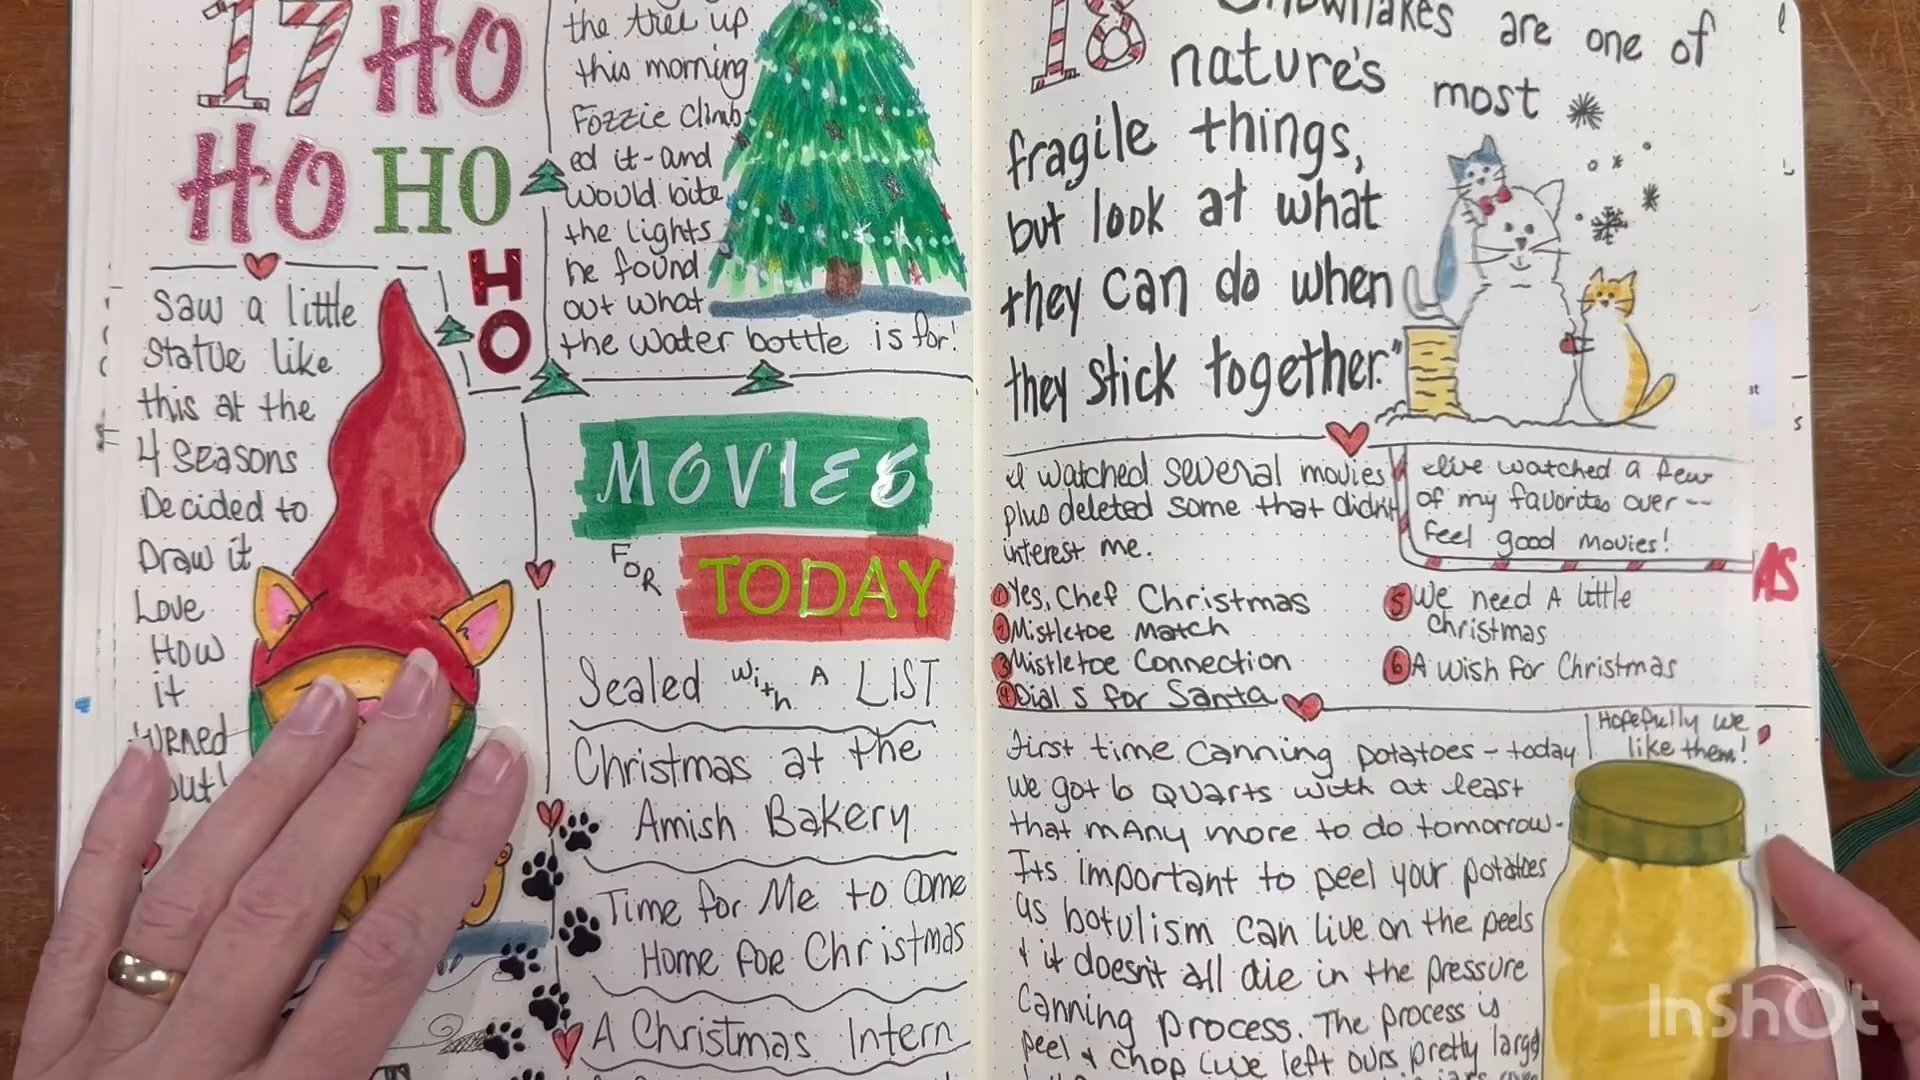 17 HO
HO HO
HO
Saw a little
statue like
this at the
4 Seasons
Decided to
Draw it
Love
How
it
turned
out!
the tree up
this morning
Fozzie Climb-
ed it-and
would bite
the lights
he found
out what
the water bottle is for!
MOVIES
FOR
TODAY
Sealed with A LIST
Christmas at the
Amish Bakery
Time for Me to Come
Home for Christmas
A Christmas Intern
18 Snowflakes are one of
nature's most
fragile things,
but look at what
they can do when
they stick together."
I watched several movies
plus deleted some that didn't
interest me.
I've watched a few
of my favorites over--
feel good movies!
AS
1 Yes, Chef Christmas
2 Mistletoe Match
3 Mistletoe Connection
4 Dial S for Santa
5 We need A little
Christmas
6 A Wish for Christmas
First time canning potatoes - today
we got 6 Quarts with at least
that many more to do tomorrow-
Hopefully we
like them!
Its important to peel your potatoes
as botulism can live on the peels
+ it doesn't all die in the pressure
Canning process. The process is
peel + chop (we left ours pretty large
InShOt